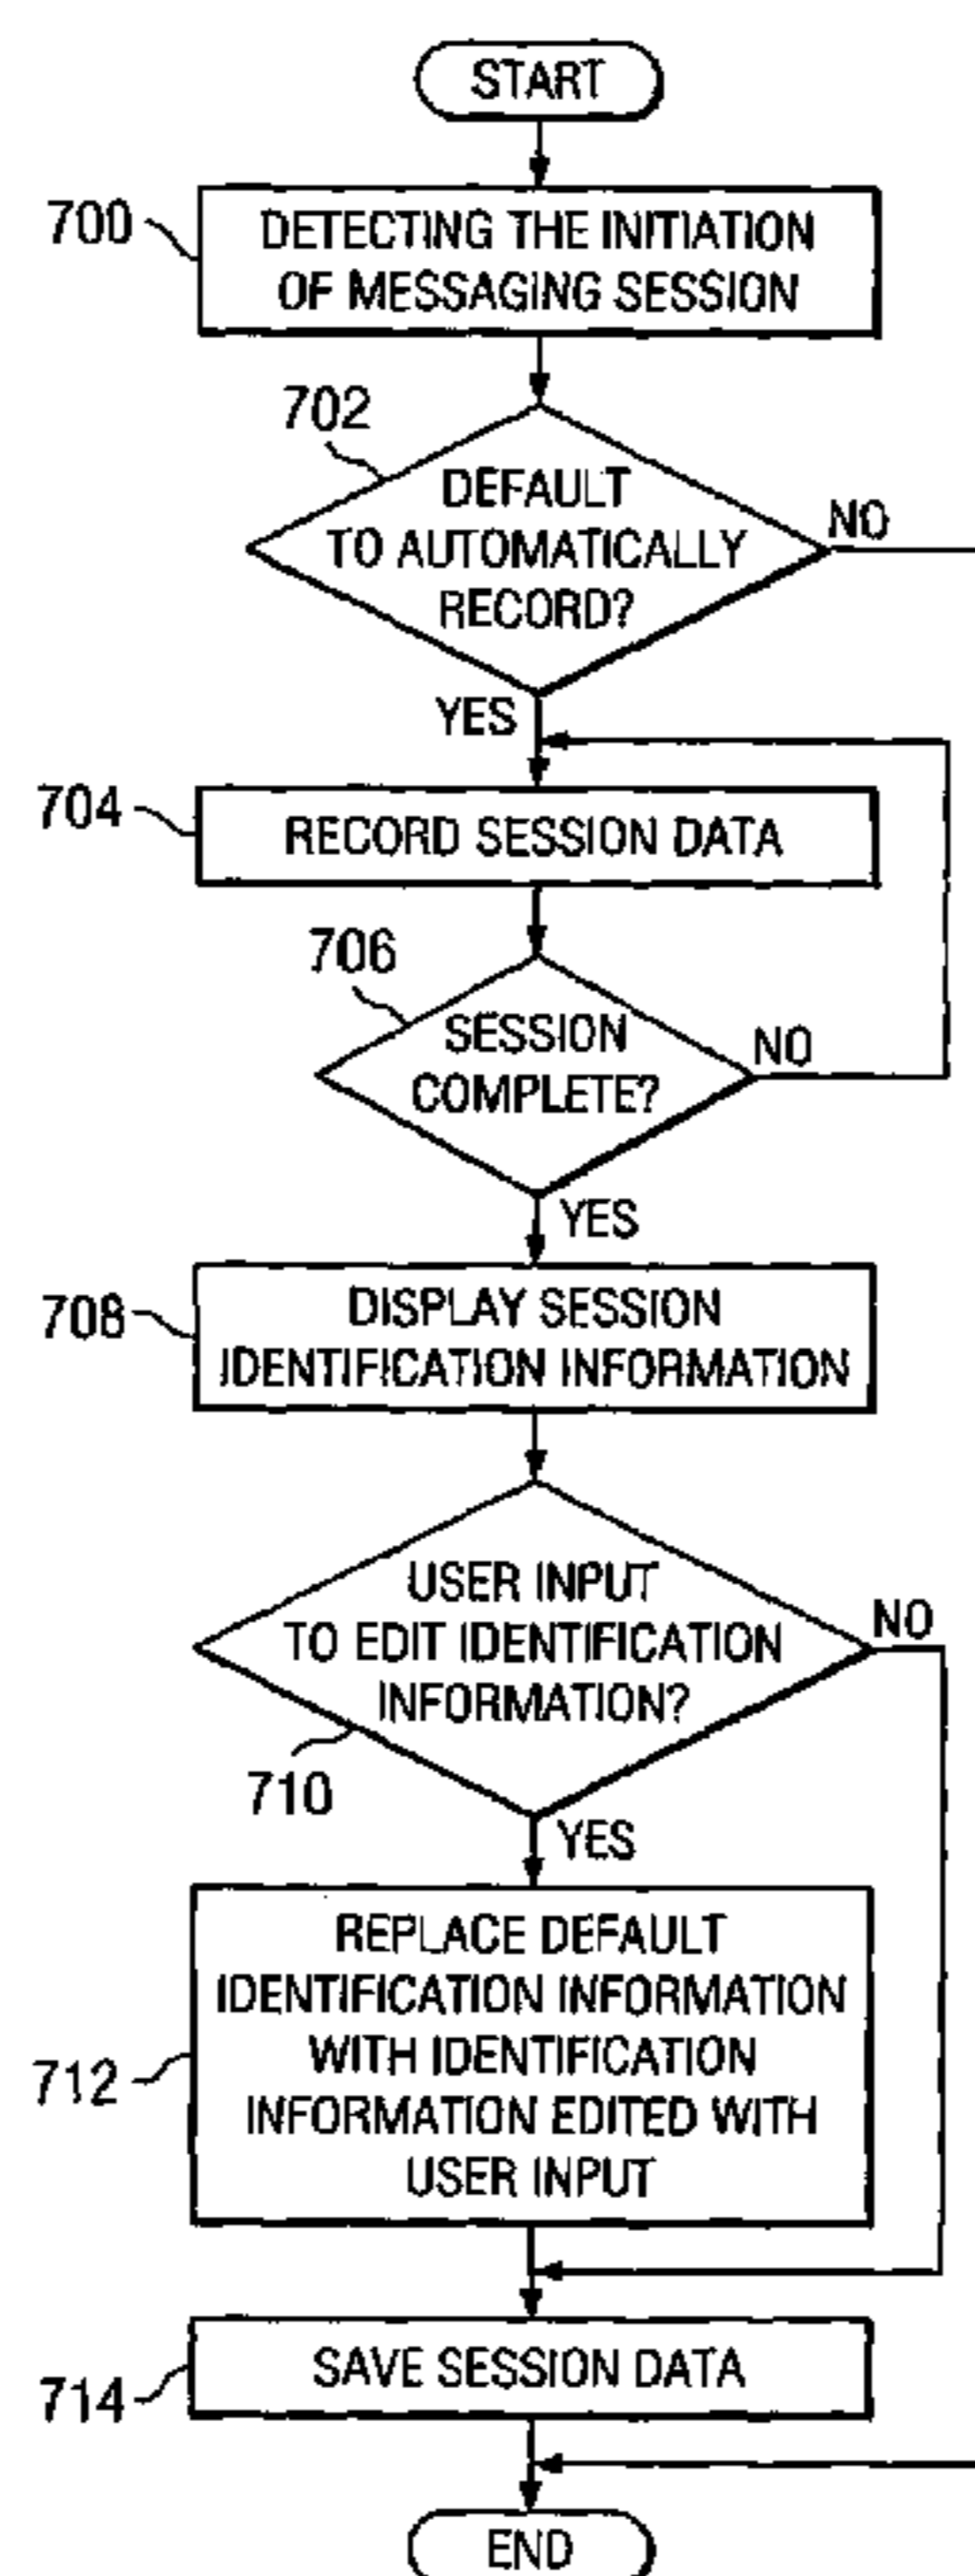 START
700
DETECTING THE INITIATION
OF MESSAGING SESSION
702
DEFAULT
TO AUTOMATICALLY
RECORD?
NO
YES
704
RECORD SESSION DATA
706
SESSION
COMPLETE?
NO
YES
708
DISPLAY SESSION
IDENTIFICATION INFORMATION
USER INPUT
TO EDIT IDENTIFICATION
INFORMATION?
NO
710
YES
REPLACE DEFAULT
IDENTIFICATION INFORMATION
WITH IDENTIFICATION
INFORMATION EDITED WITH
USER INPUT
712
SAVE SESSION DATA
714
END